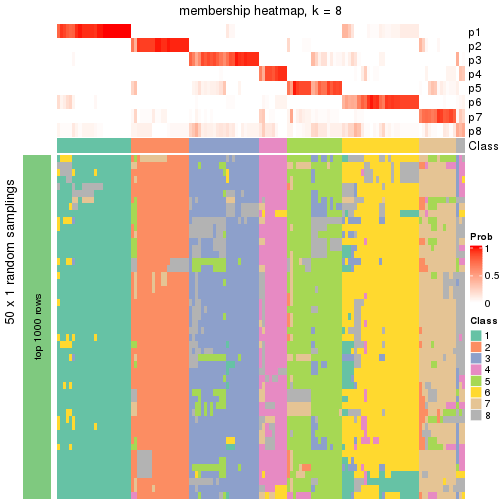 membership heatmap, k = 8
p1
p2
p3
p4
p5
p6
p7
p8
Class
50 x 1 random samplings
top 1000 rows
Prob
1
0.5
0
Class
1
2
3
4
5
6
7
8